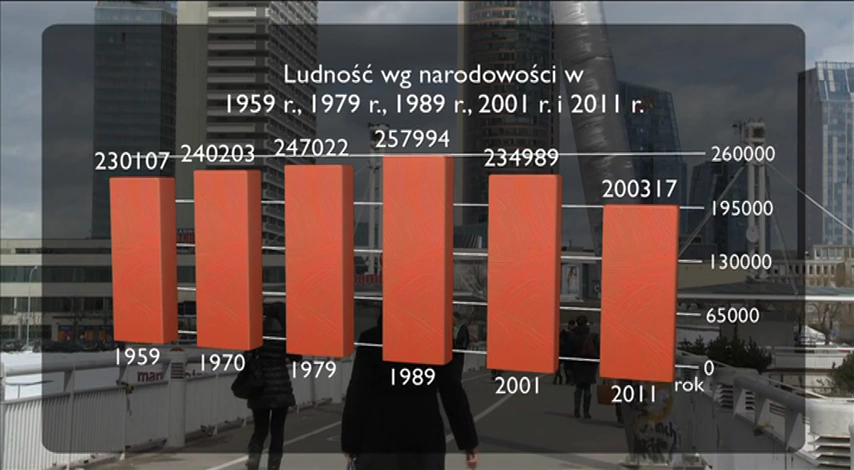 Ludność wg narodowości w
1959 r., 1979 r., 1989 r., 2001 r. i 2011 r.
230107 240203 247022 257994 234989 200317
260000
195000
130000
65000
0
1959 1970 1979 1989 2001 2011 rok